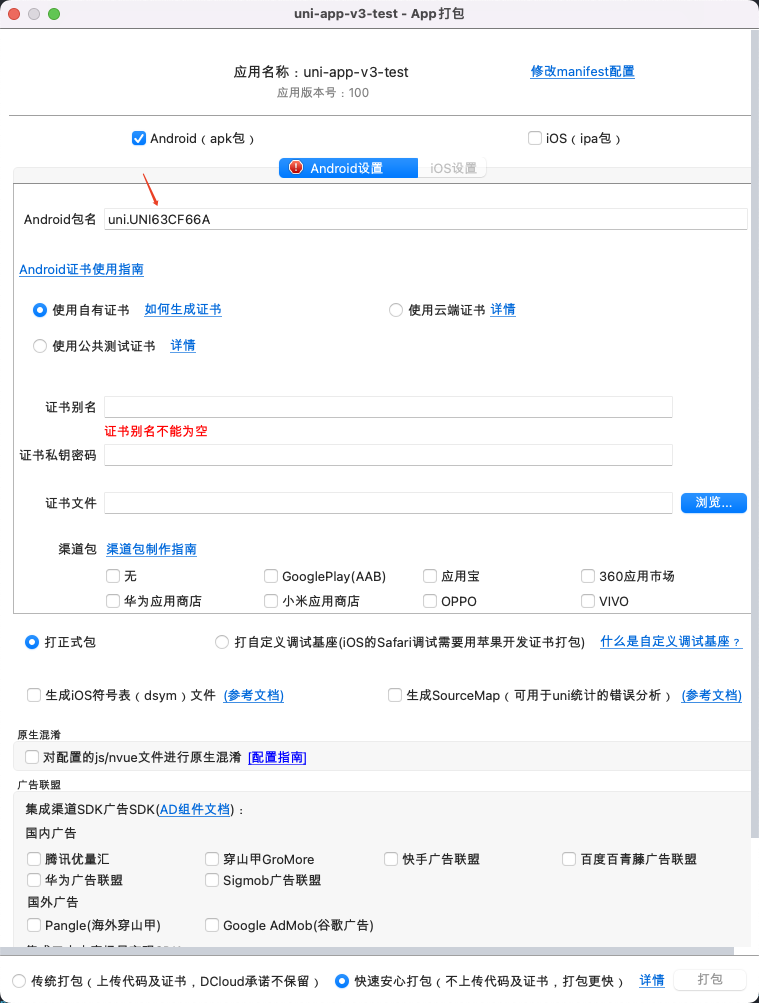 uni-app-v3-test - App打包
应用名称：uni-app-v3-test 修改manifest配置
应用版本号：100
Android（apk包） iOS（ipa包）
Android设置 iOS设置
Android包名 uni.UNI63CF66A
Android证书使用指南
使用自有证书 如何生成证书 使用云端证书 详情
使用公共测试证书 详情
证书别名
证书别名不能为空
证书私钥密码
证书文件 浏览...
渠道包 渠道包制作指南
无 GooglePlay(AAB) 应用宝 360应用市场
华为应用商店 小米应用商店 OPPO VIVO
打正式包 打自定义调试基座(iOS的Safari调试需要用苹果开发证书打包) 什么是自定义调试基座？
生成iOS符号表（dsym）文件 (参考文档) 生成SourceMap（可用于uni统计的错误分析） (参考文档)
原生混淆
对配置的js/nvue文件进行原生混淆 [配置指南]
广告联盟
集成渠道SDK广告SDK(AD组件文档)：
国内广告
腾讯优量汇 穿山甲GroMore 快手广告联盟 百度百青藤广告联盟
华为广告联盟 Sigmob广告联盟
国外广告
Pangle(海外穿山甲) Google AdMob(谷歌广告)
传统打包（上传代码及证书，DCloud承诺不保留） 快速安心打包（不上传代码及证书，打包更快） 详情 打包